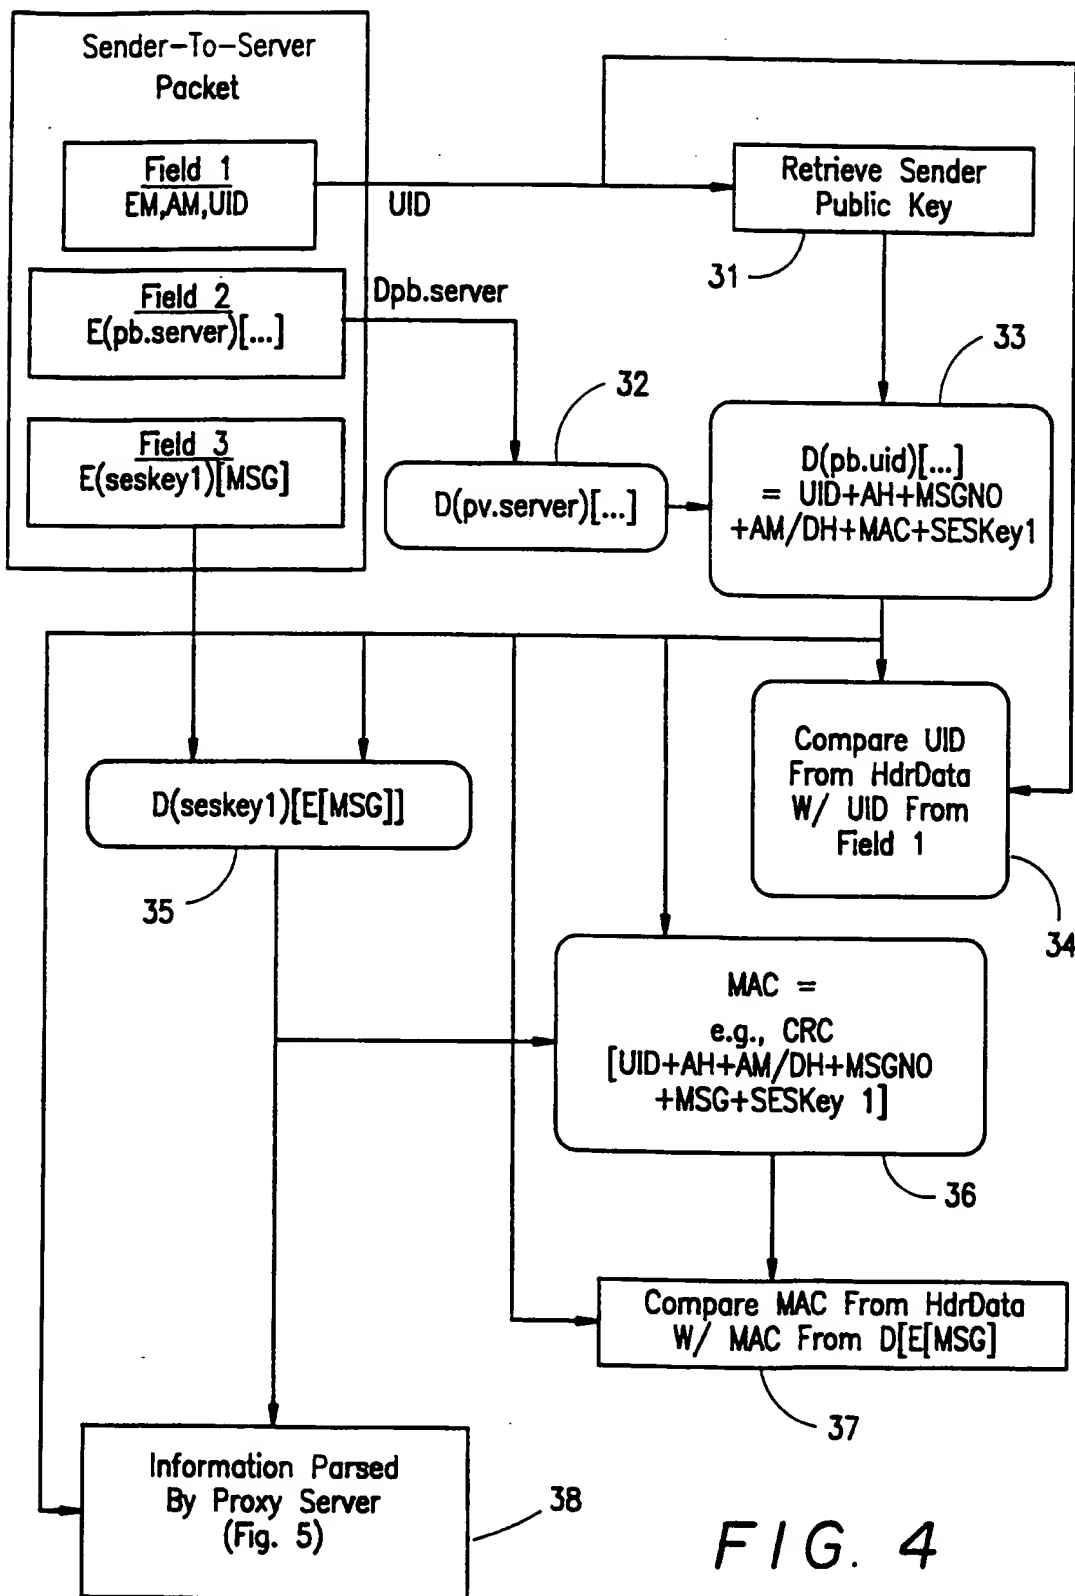 Sender-To-Server
Packet
Field 1
EM,AM,UID
UID
Retrieve Sender
Public Key
31
Field 2
E(pb.server)[...]
Dpb.server
32
33
Field 3
E(seskey1)[MSG]
D(pv.server)[...]
D(pb.uid)[...]
= UID+AH+MSGNO
+AM/DH+MAC+SESKey1
Compare UID
From HdrData
W/ UID From
Field 1
34
D(seskey1)[E[MSG]]
35
MAC =
e.g., CRC
[UID+AH+AM/DH+MSGNO
+MSG+SESKey 1]
36
Compare MAC From HdrData
W/ MAC From D[E[MSG]
37
Information Parsed
By Proxy Server
(Fig. 5)
38
FIG. 4